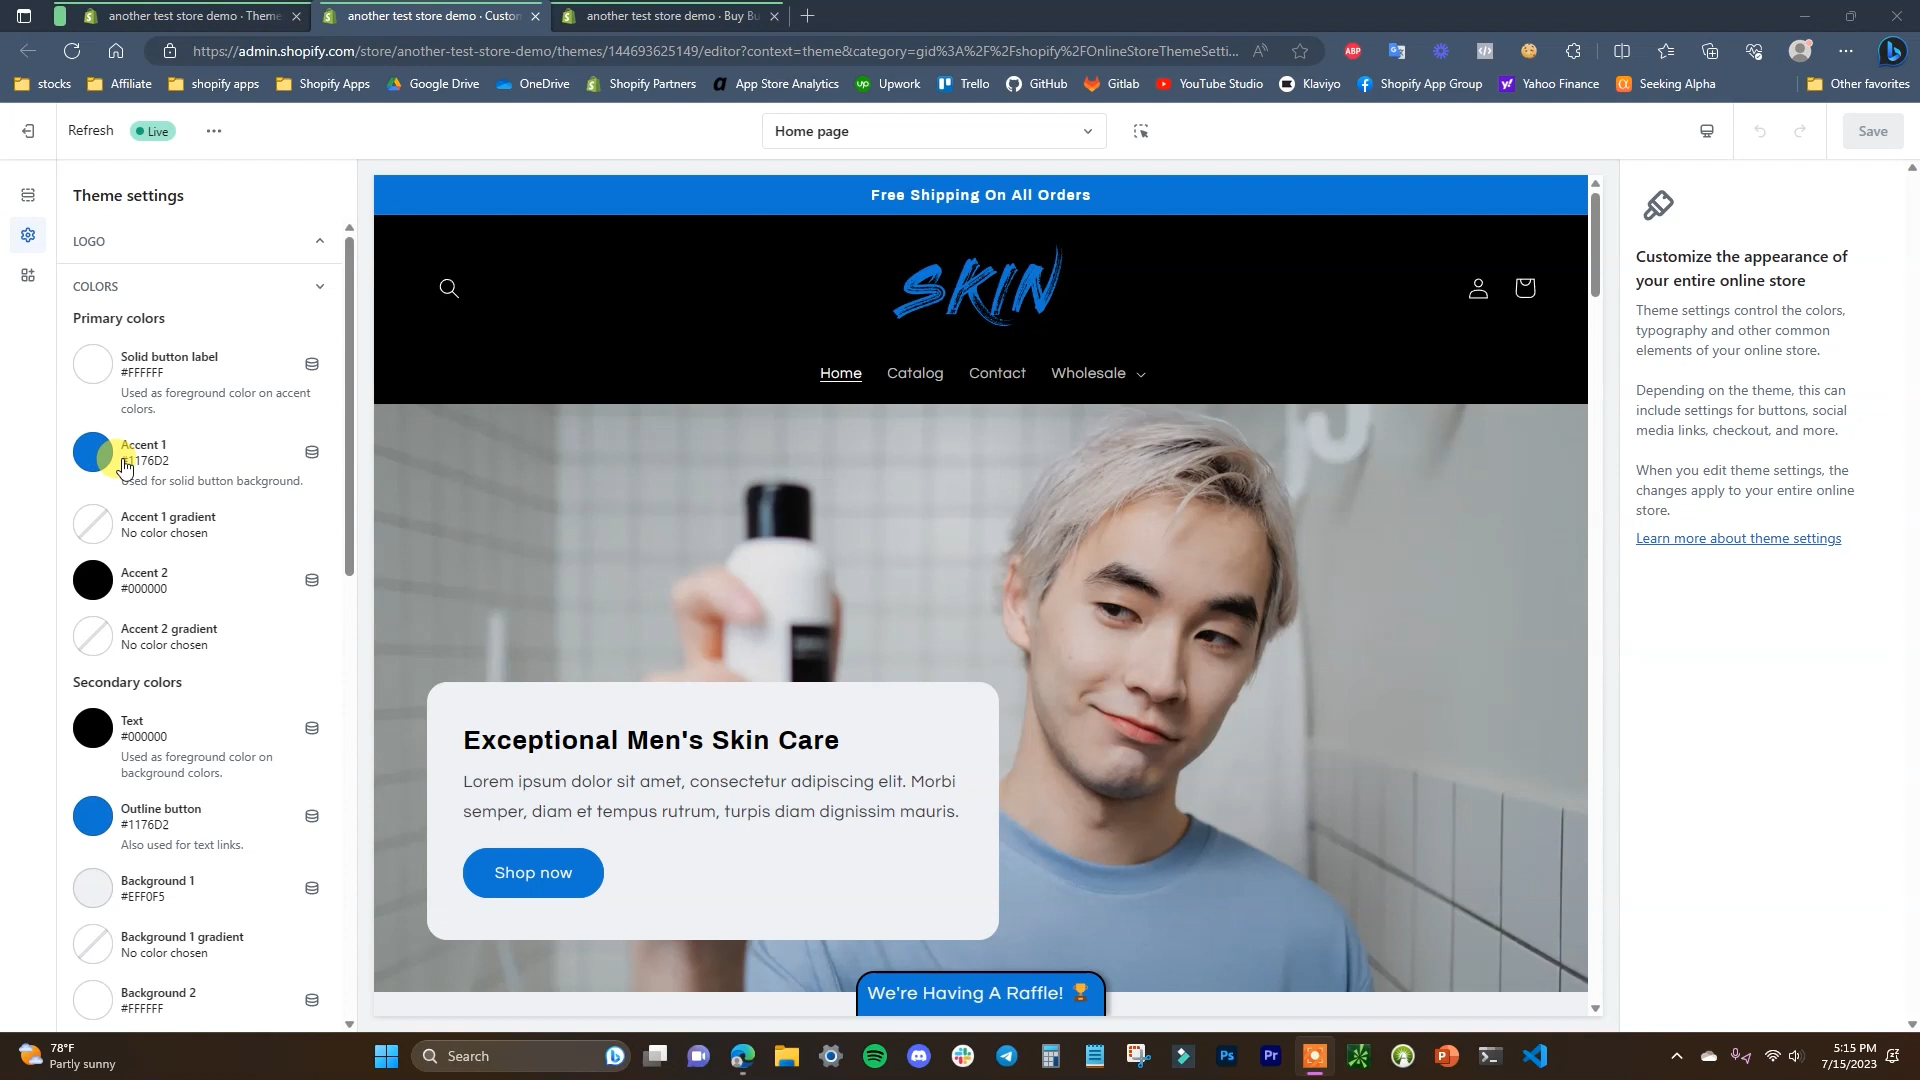 another test store demo · Theme
another test store demo · Custon
another test store demo · Buy Bu
https://admin.shopify.com/store/another-test-store-demo/themes/144693625149/editor?context=theme&category=gid%3A%2F%2Fshopify%2FOnlineStoreThemeSetti...
stocks
Affiliate
shopify apps
Shopify Apps
Google Drive
OneDrive
Shopify Partners
App Store Analytics
Upwork
Trello
GitHub
Gitlab
YouTube Studio
Klaviyo
Shopify App Group
Yahoo Finance
Seeking Alpha
Other favorites
Refresh
Live
Home page
Save
Theme settings
LOGO
COLORS
Primary colors
Solid button label
#FFFFFF
Used as foreground color on accent
colors.
Accent 1
#1176D2
Used for solid button background.
Accent 1 gradient
No color chosen
Accent 2
#000000
Accent 2 gradient
No color chosen
Secondary colors
Text
#000000
Used as foreground color on
background colors.
Outline button
#1176D2
Also used for text links.
Background 1
#EFF0F5
Background 1 gradient
No color chosen
Background 2
#FFFFFF
Free Shipping On All Orders
SKIN
Home
Catalog
Contact
Wholesale
Exceptional Men's Skin Care
Lorem ipsum dolor sit amet, consectetur adipiscing elit. Morbi
semper, diam et tempus rutrum, turpis diam dignissim mauris.
Shop now
We're Having A Raffle! 🏆
Customize the appearance of
your entire online store
Theme settings control the colors,
typography and other common
elements of your online store.
Depending on the theme, this can
include settings for buttons, social
media links, checkout, and more.
When you edit theme settings, the
changes apply to your entire online
store.
Learn more about theme settings
78°F
Partly sunny
Search
5:15 PM
7/15/2023